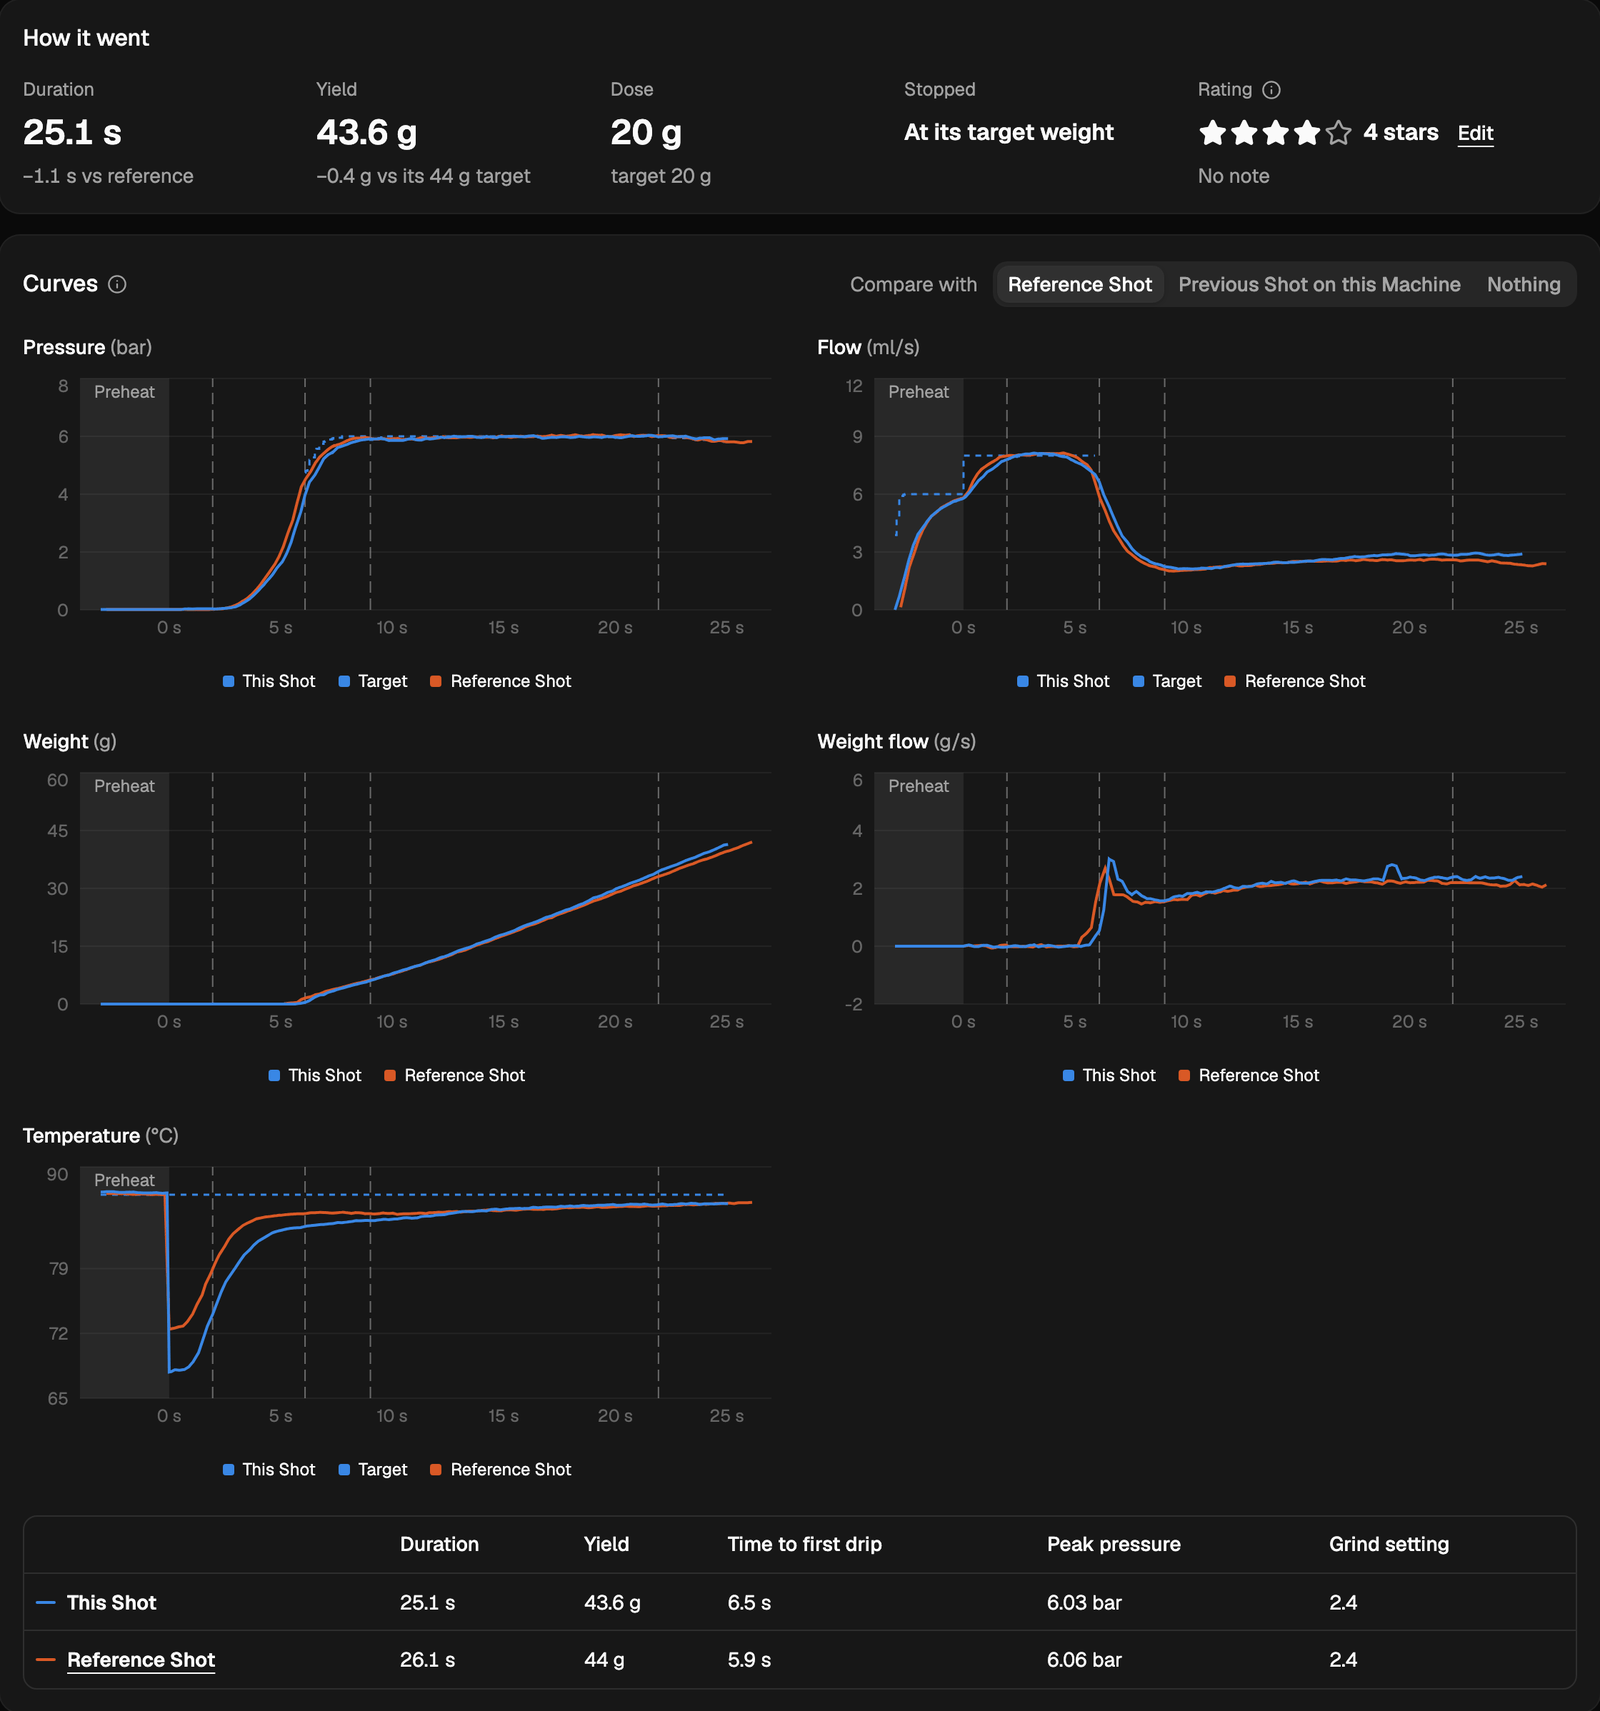 How it went
Duration Yield Dose Stopped Rating
25.1 s 43.6 g 20 g At its target weight 4 stars Edit
−1.1 s vs reference −0.4 g vs its 44 g target target 20 g No note
Curves Compare with Reference Shot Previous Shot on this Machine Nothing
Pressure (bar)
Preheat
8
6
4
2
0
0 s 5 s 10 s 15 s 20 s 25 s
This Shot Target Reference Shot
Flow (ml/s)
Preheat
12
9
6
3
0
0 s 5 s 10 s 15 s 20 s 25 s
This Shot Target Reference Shot
Weight (g)
Preheat
60
45
30
15
0
0 s 5 s 10 s 15 s 20 s 25 s
This Shot Reference Shot
Weight flow (g/s)
Preheat
6
4
2
0
-2
0 s 5 s 10 s 15 s 20 s 25 s
This Shot Reference Shot
Temperature (°C)
Preheat
90
79
72
65
0 s 5 s 10 s 15 s 20 s 25 s
This Shot Target Reference Shot
Duration Yield Time to first drip Peak pressure Grind setting
This Shot 25.1 s 43.6 g 6.5 s 6.03 bar 2.4
Reference Shot 26.1 s 44 g 5.9 s 6.06 bar 2.4